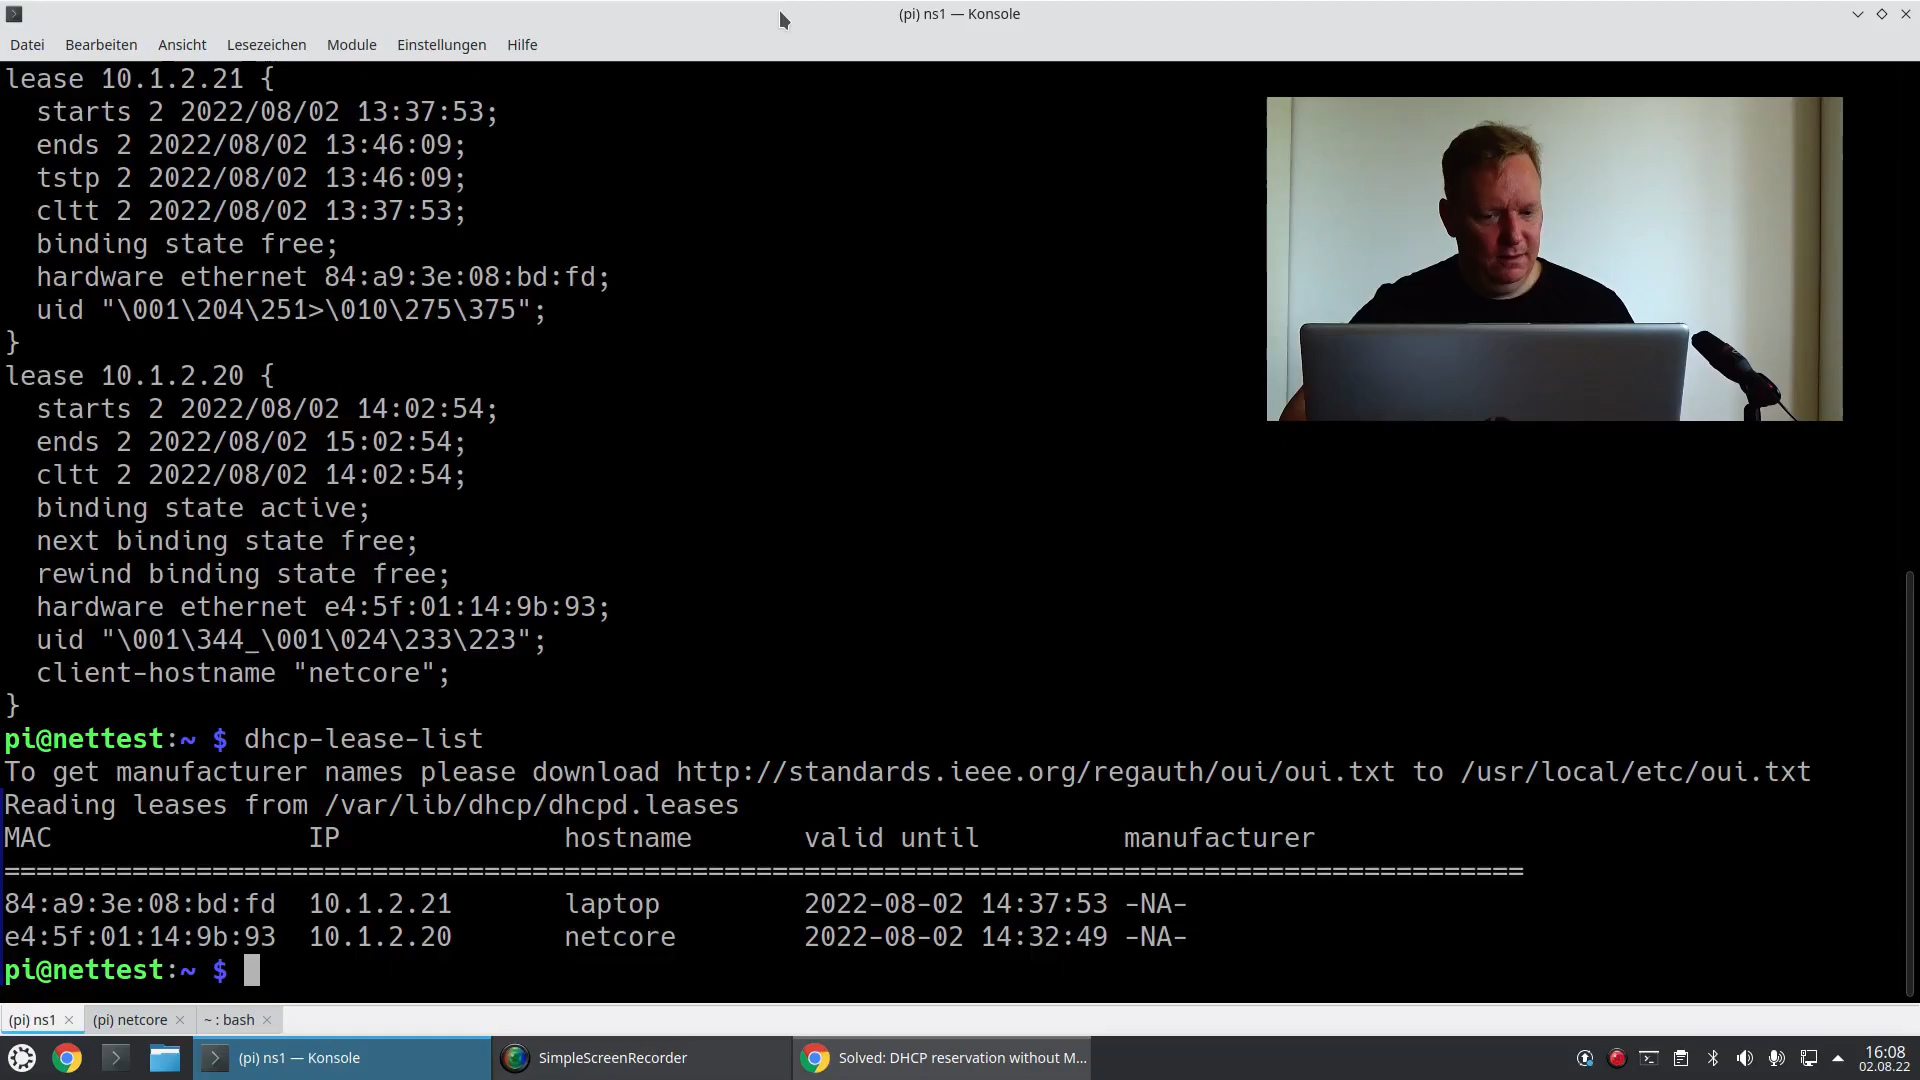 (pi) ns1 — Konsole
Datei Bearbeiten Ansicht Lesezeichen Module Einstellungen Hilfe
lease 10.1.2.21 {
starts 2 2022/08/02 13:37:53;
ends 2 2022/08/02 13:46:09;
tstp 2 2022/08/02 13:46:09;
cltt 2 2022/08/02 13:37:53;
binding state free;
hardware ethernet 84:a9:3e:08:bd:fd;
uid "\001\204\251>\010\275\375";
}
lease 10.1.2.20 {
starts 2 2022/08/02 14:02:54;
ends 2 2022/08/02 15:02:54;
cltt 2 2022/08/02 14:02:54;
binding state active;
next binding state free;
rewind binding state free;
hardware ethernet e4:5f:01:14:9b:93;
uid "\001\344_\001\024\233\223";
client-hostname "netcore";
}
pi@nettest:~ $ dhcp-lease-list
To get manufacturer names please download http://standards.ieee.org/regauth/oui/oui.txt to /usr/local/etc/oui.txt
Reading leases from /var/lib/dhcp/dhcpd.leases
MAC IP hostname valid until manufacturer
===============================================================================================
84:a9:3e:08:bd:fd 10.1.2.21 laptop 2022-08-02 14:37:53 -NA-
e4:5f:01:14:9b:93 10.1.2.20 netcore 2022-08-02 14:32:49 -NA-
pi@nettest:~ $
(pi) ns1 (pi) netcore ~ : bash
(pi) ns1 — Konsole SimpleScreenRecorder Solved: DHCP reservation without M... 16:08
02.08.22